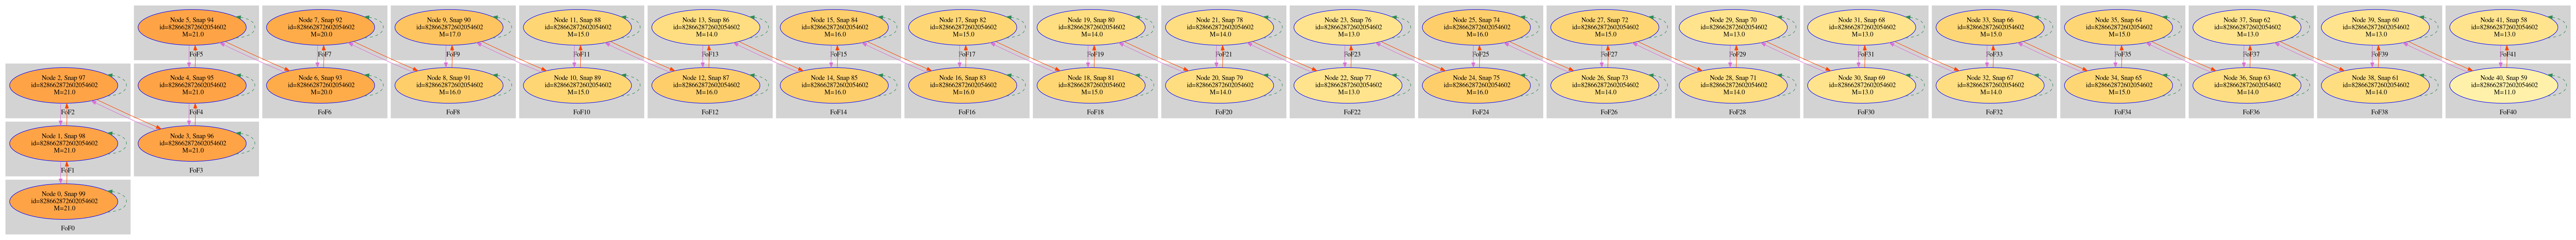 Node 5, Snap 94
id=828662872602054602
M=21.0
FoF5
Node 7, Snap 92
id=828662872602054602
M=20.0
FoF7
Node 9, Snap 90
id=828662872602054602
M=17.0
FoF9
Node 11, Snap 88
id=828662872602054602
M=15.0
FoF11
Node 13, Snap 86
id=828662872602054602
M=14.0
FoF13
Node 15, Snap 84
id=828662872602054602
M=16.0
FoF15
Node 17, Snap 82
id=828662872602054602
M=15.0
FoF17
Node 19, Snap 80
id=828662872602054602
M=14.0
FoF19
Node 21, Snap 78
id=828662872602054602
M=14.0
FoF21
Node 23, Snap 76
id=828662872602054602
M=13.0
FoF23
Node 25, Snap 74
id=828662872602054602
M=16.0
FoF25
Node 27, Snap 72
id=828662872602054602
M=15.0
FoF27
Node 29, Snap 70
id=828662872602054602
M=13.0
FoF29
Node 31, Snap 68
id=828662872602054602
M=13.0
FoF31
Node 33, Snap 66
id=828662872602054602
M=15.0
FoF33
Node 35, Snap 64
id=828662872602054602
M=15.0
FoF35
Node 37, Snap 62
id=828662872602054602
M=13.0
FoF37
Node 39, Snap 60
id=828662872602054602
M=13.0
FoF39
Node 41, Snap 58
id=828662872602054602
M=13.0
FoF41
Node 2, Snap 97
id=828662872602054602
M=21.0
FoF2
Node 4, Snap 95
id=828662872602054602
M=21.0
FoF4
Node 6, Snap 93
id=828662872602054602
M=20.0
FoF6
Node 8, Snap 91
id=828662872602054602
M=16.0
FoF8
Node 10, Snap 89
id=828662872602054602
M=15.0
FoF10
Node 12, Snap 87
id=828662872602054602
M=16.0
FoF12
Node 14, Snap 85
id=828662872602054602
M=16.0
FoF14
Node 16, Snap 83
id=828662872602054602
M=16.0
FoF16
Node 18, Snap 81
id=828662872602054602
M=15.0
FoF18
Node 20, Snap 79
id=828662872602054602
M=14.0
FoF20
Node 22, Snap 77
id=828662872602054602
M=13.0
FoF22
Node 24, Snap 75
id=828662872602054602
M=16.0
FoF24
Node 26, Snap 73
id=828662872602054602
M=14.0
FoF26
Node 28, Snap 71
id=828662872602054602
M=14.0
FoF28
Node 30, Snap 69
id=828662872602054602
M=13.0
FoF30
Node 32, Snap 67
id=828662872602054602
M=14.0
FoF32
Node 34, Snap 65
id=828662872602054602
M=15.0
FoF34
Node 36, Snap 63
id=828662872602054602
M=14.0
FoF36
Node 38, Snap 61
id=828662872602054602
M=14.0
FoF38
Node 40, Snap 59
id=828662872602054602
M=11.0
FoF40
Node 1, Snap 98
id=828662872602054602
M=21.0
FoF1
Node 3, Snap 96
id=828662872602054602
M=21.0
FoF3
Node 0, Snap 99
id=828662872602054602
M=21.0
FoF0